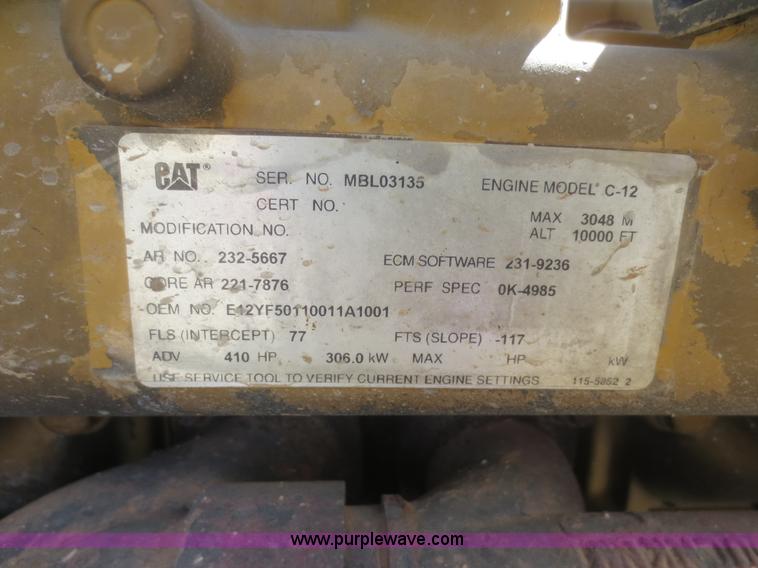 CAT® SER. NO. MBL03135 ENGINE MODEL C-12
CERT NO.
MAX 3048 M
MODIFICATION NO. ALT 10000 FT
AR NO. 232-5667 ECM SOFTWARE 231-9236
CORE AR 221-7876 PERF SPEC 0K-4985
OEM NO. E12YF50110011A1001
FLS (INTERCEPT) 77 FTS (SLOPE) -117
ADV 410 HP 306.0 kW MAX HP kW
USE SERVICE TOOL TO VERIFY CURRENT ENGINE SETTINGS 115-5852 2
www.purplewave.com